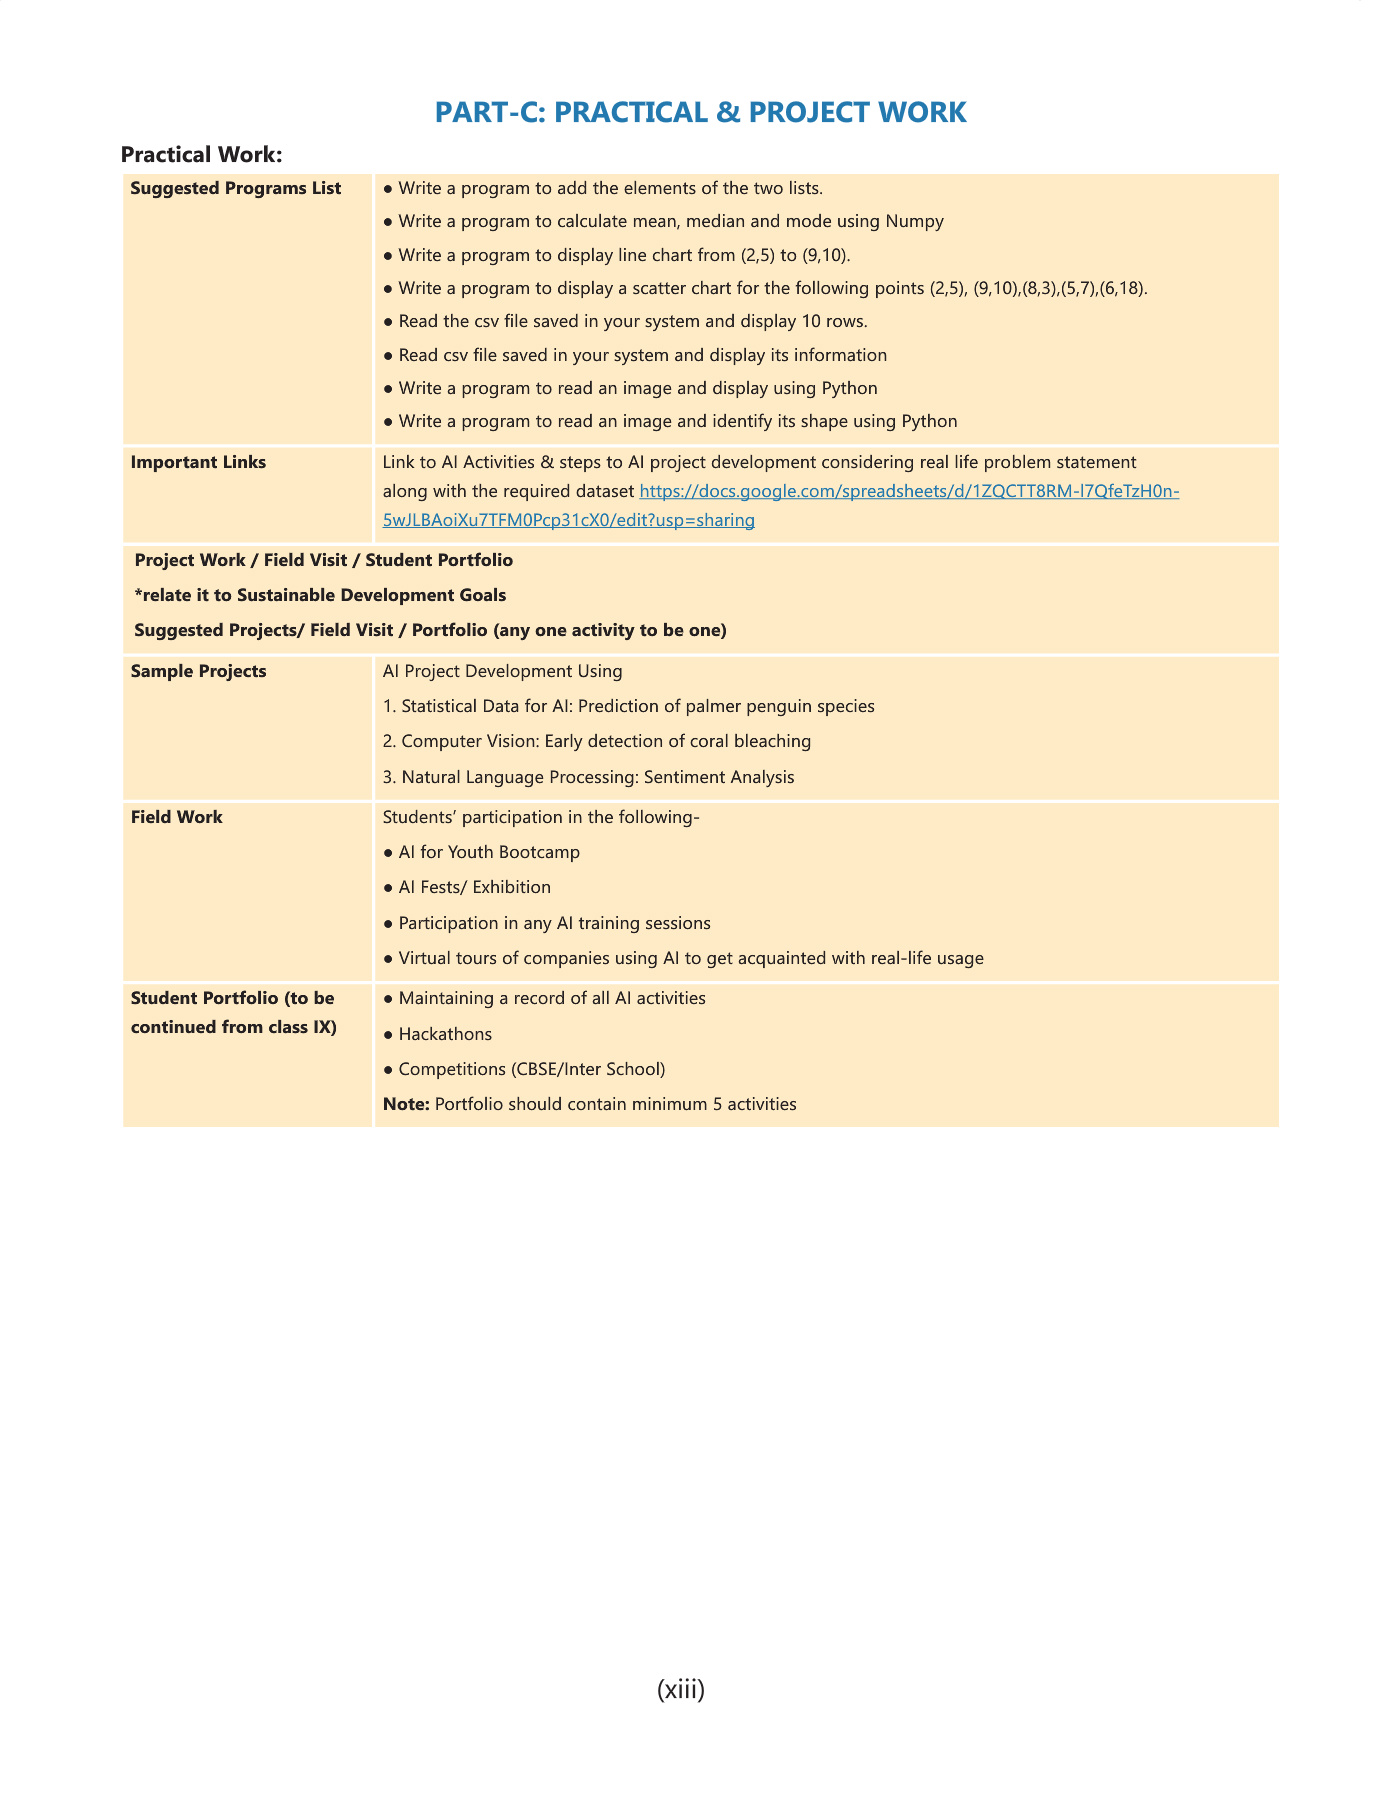 PART-C: PRACTICAL & PROJECT WORK
Practical Work:
Suggested Programs List
● Write a program to add the elements of the two lists.
● Write a program to calculate mean, median and mode using Numpy
● Write a program to display line chart from (2,5) to (9,10).
● Write a program to display a scatter chart for the following points (2,5), (9,10),(8,3),(5,7),(6,18).
● Read the csv file saved in your system and display 10 rows.
● Read csv file saved in your system and display its information
● Write a program to read an image and display using Python
● Write a program to read an image and identify its shape using Python
Important Links
Link to AI Activities & steps to AI project development considering real life problem statement
along with the required dataset https://docs.google.com/spreadsheets/d/1ZQCTT8RM-l7QfeTzH0n-
5wJLBAoiXu7TFM0Pcp31cX0/edit?usp=sharing
Project Work / Field Visit / Student Portfolio
*relate it to Sustainable Development Goals
Suggested Projects/ Field Visit / Portfolio (any one activity to be one)
Sample Projects
AI Project Development Using
1. Statistical Data for AI: Prediction of palmer penguin species
2. Computer Vision: Early detection of coral bleaching
3. Natural Language Processing: Sentiment Analysis
Field Work
Students’ participation in the following-
● AI for Youth Bootcamp
● AI Fests/ Exhibition
● Participation in any AI training sessions
● Virtual tours of companies using AI to get acquainted with real-life usage
Student Portfolio (to be
continued from class IX)
● Maintaining a record of all AI activities
● Hackathons
● Competitions (CBSE/Inter School)
Note: Portfolio should contain minimum 5 activities
(xiii)